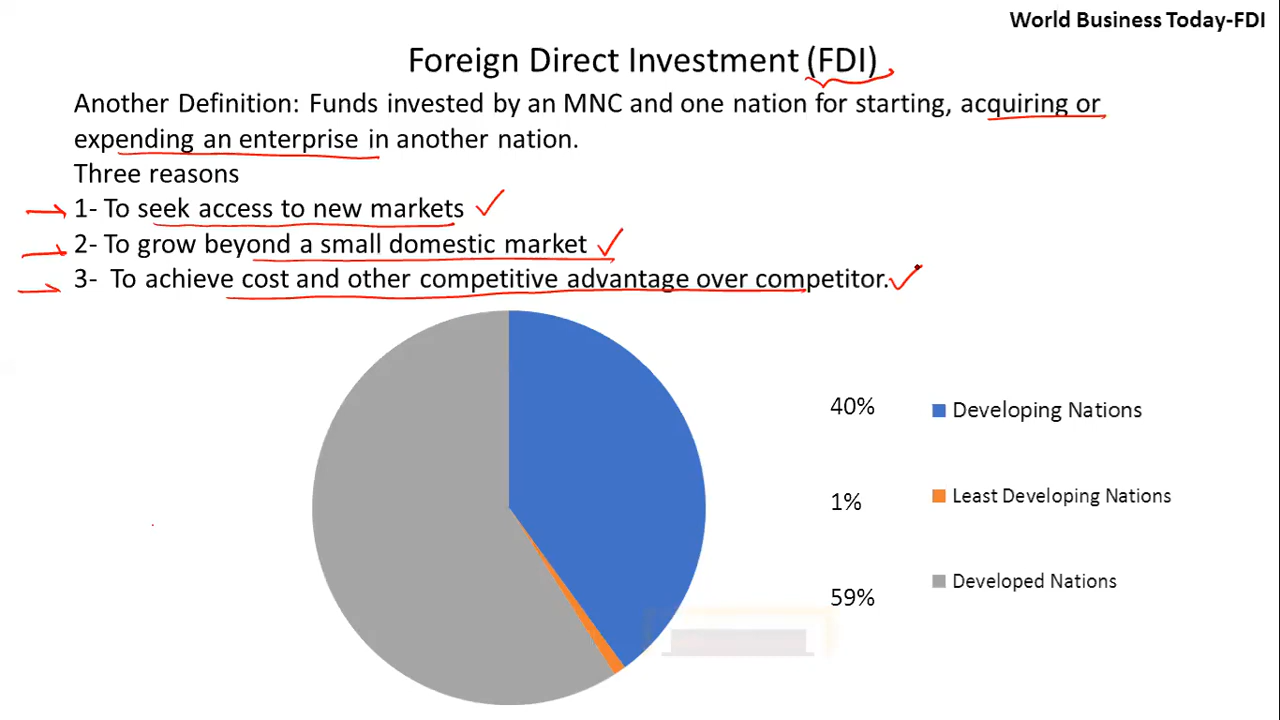 World Business Today-FDI
Foreign Direct Investment (FDI)
Another Definition: Funds invested by an MNC and one nation for starting, acquiring or
expending an enterprise in another nation.
Three reasons
1- To seek access to new markets
2- To grow beyond a small domestic market
3- To achieve cost and other competitive advantage over competitor.
40% Developing Nations
1% Least Developing Nations
59% Developed Nations